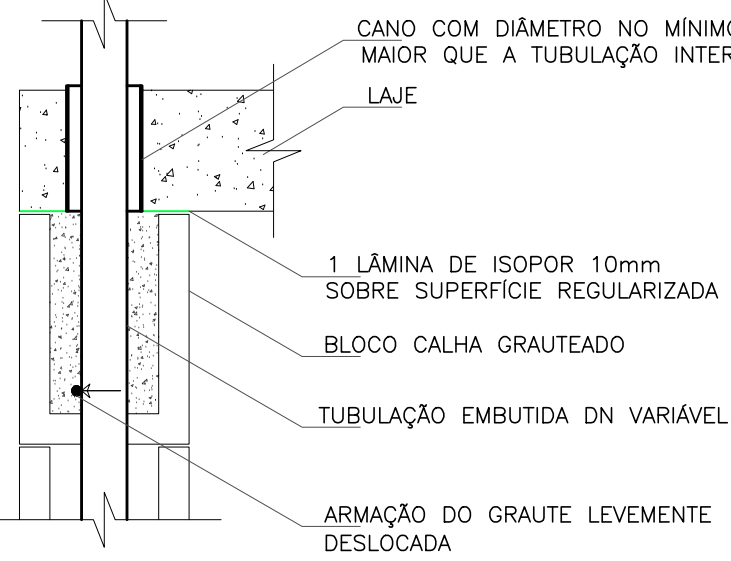 CANO COM DIÂMETRO NO MÍNIMO
MAIOR QUE A TUBULAÇÃO INTER
LAJE
1 LÂMINA DE ISOPOR 10mm
SOBRE SUPERFÍCIE REGULARIZADA
BLOCO CALHA GRAUTEADO
TUBULAÇÃO EMBUTIDA DN VARIÁVEL
ARMAÇÃO DO GRAUTE LEVEMENTE
DESLOCADA